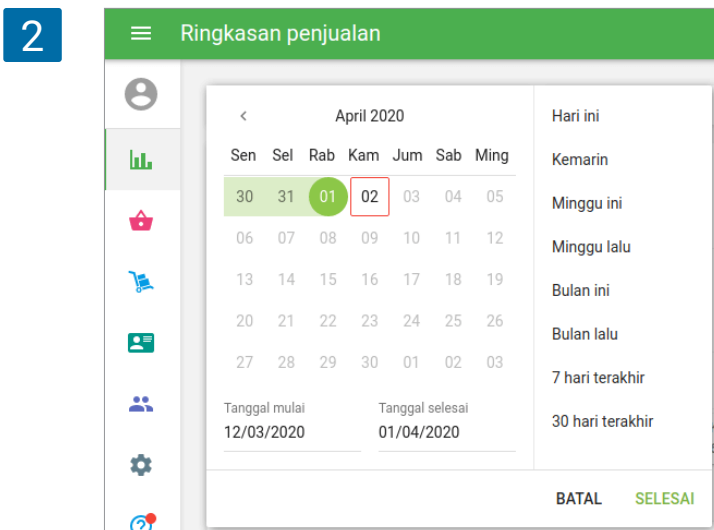 2
Ringkasan penjualan
April 2020
Sen Sel Rab Kam Jum Sab Ming
30 31 01 02 03 04 05
06 07 08 09 10 11 12
13 14 15 16 17 18 19
20 21 22 23 24 25 26
27 28 29 30 01 02 03
Tanggal mulai Tanggal selesai
12/03/2020 01/04/2020
Hari ini
Kemarin
Minggu ini
Minggu lalu
Bulan ini
Bulan lalu
7 hari terakhir
30 hari terakhir
BATAL SELESAI